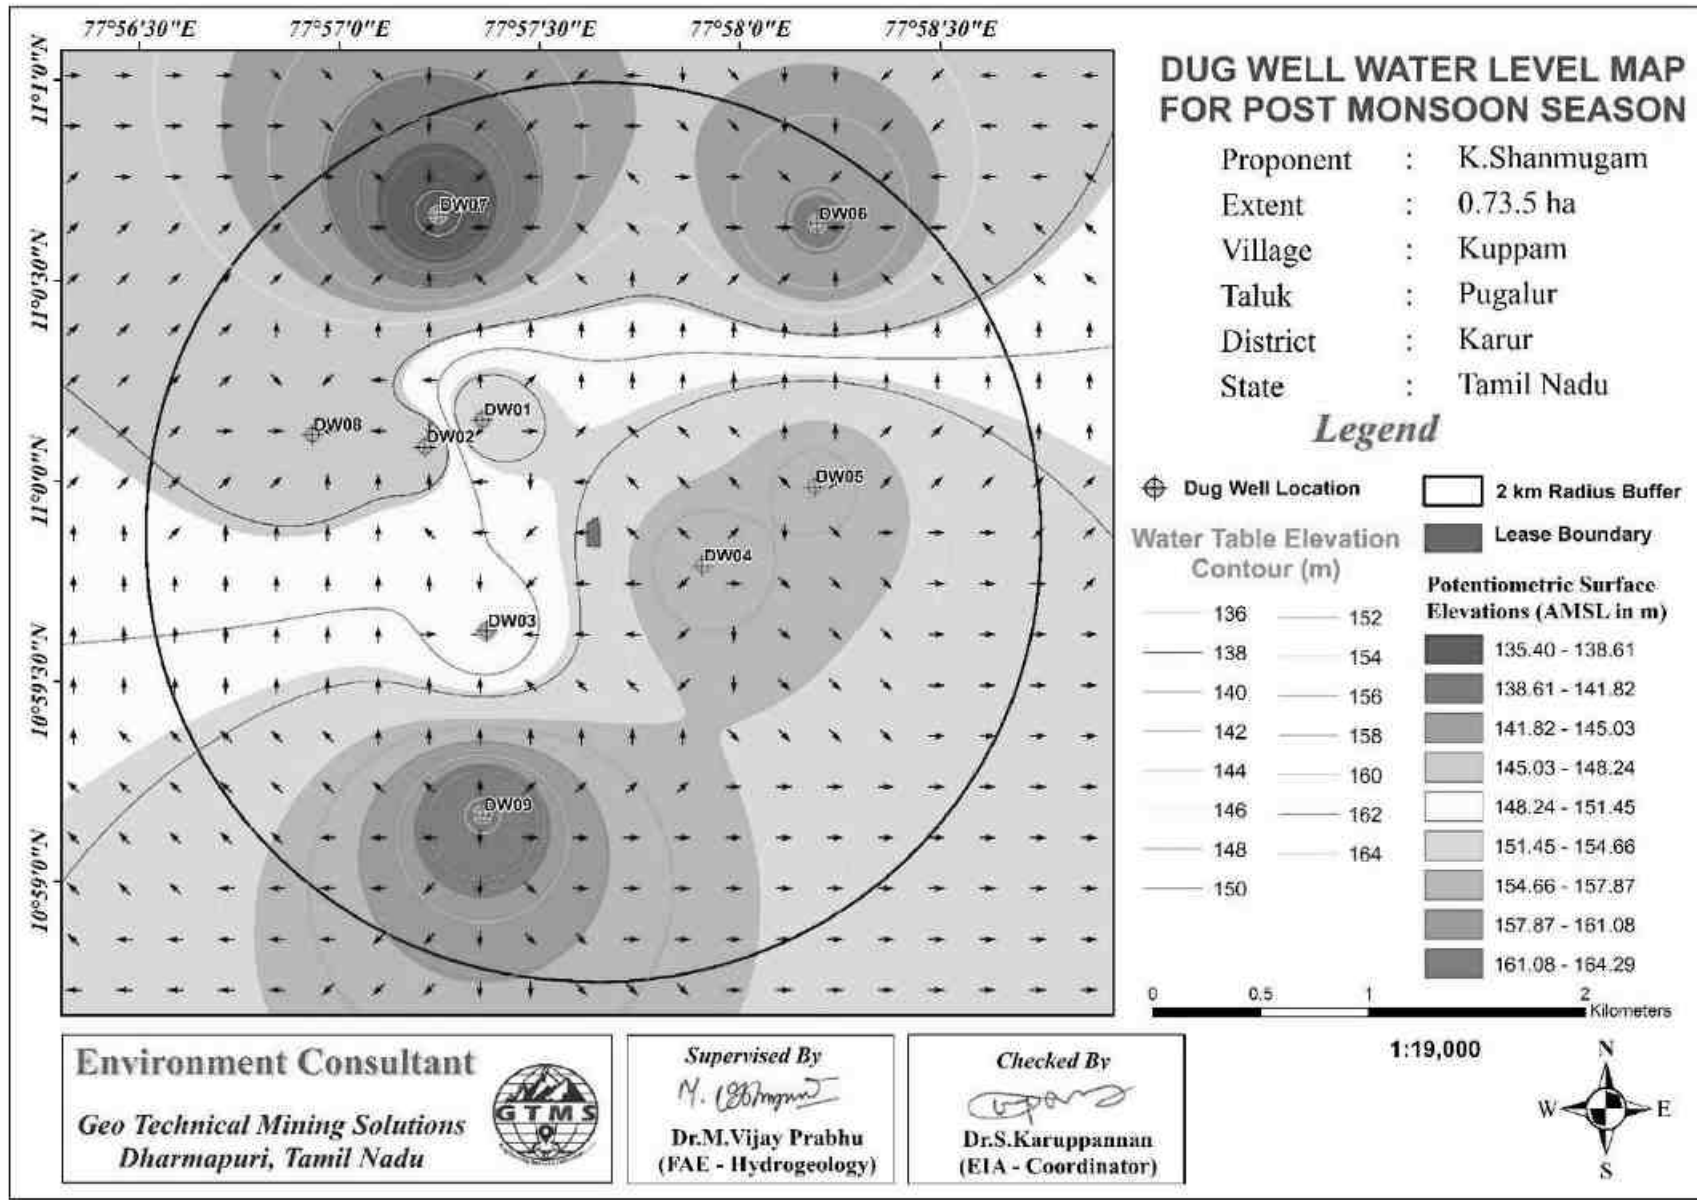 77°56'30"E 77°57'0"E 77°57'30"E 77°58'0"E 77°58'30"E
11°1'0"N
11°0'30"N
11°0'0"N
10°59'30"N
10°59'0"N
DW07
DW06
DW01
DW08
DW02
DW05
DW04
DW03
DW09
DUG WELL WATER LEVEL MAP
FOR POST MONSOON SEASON
Proponent : K.Shanmugam
Extent : 0.73.5 ha
Village : Kuppam
Taluk : Pugalur
District : Karur
State : Tamil Nadu
Legend
Dug Well Location
2 km Radius Buffer
Lease Boundary
Water Table Elevation
Contour (m)
136 152
138 154
140 156
142 158
144 160
146 162
148 164
150
Potentiometric Surface
Elevations (AMSL in m)
135.40 - 138.61
138.61 - 141.82
141.82 - 145.03
145.03 - 148.24
148.24 - 151.45
151.45 - 154.66
154.66 - 157.87
157.87 - 161.08
161.08 - 164.29
0 0.5 1 2
Kilometers
1:19,000
N
W E
S
Environment Consultant
Geo Technical Mining Solutions
Dharmapuri, Tamil Nadu
GTMS
Supervised By
Dr.M.Vijay Prabhu
(FAE - Hydrogeology)
Checked By
Dr.S.Karuppannan
(EIA - Coordinator)